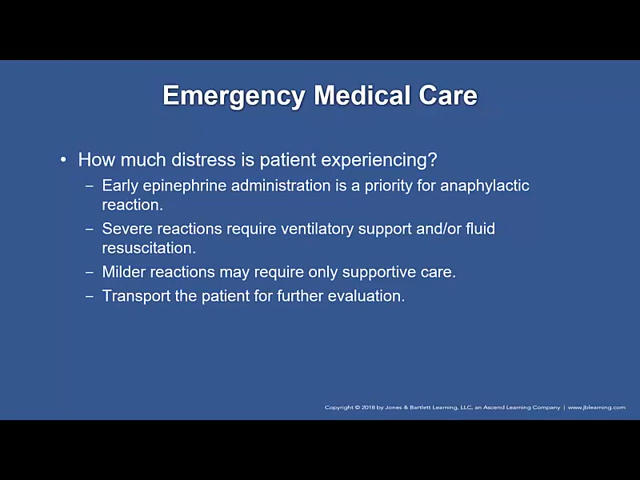 Emergency Medical Care
• How much distress is patient experiencing?
– Early epinephrine administration is a priority for anaphylactic
reaction.
– Severe reactions require ventilatory support and/or fluid
resuscitation.
– Milder reactions may require only supportive care.
– Transport the patient for further evaluation.
Copyright © 2018 by Jones & Bartlett Learning, LLC, an Ascend Learning Company | www.jblearning.com